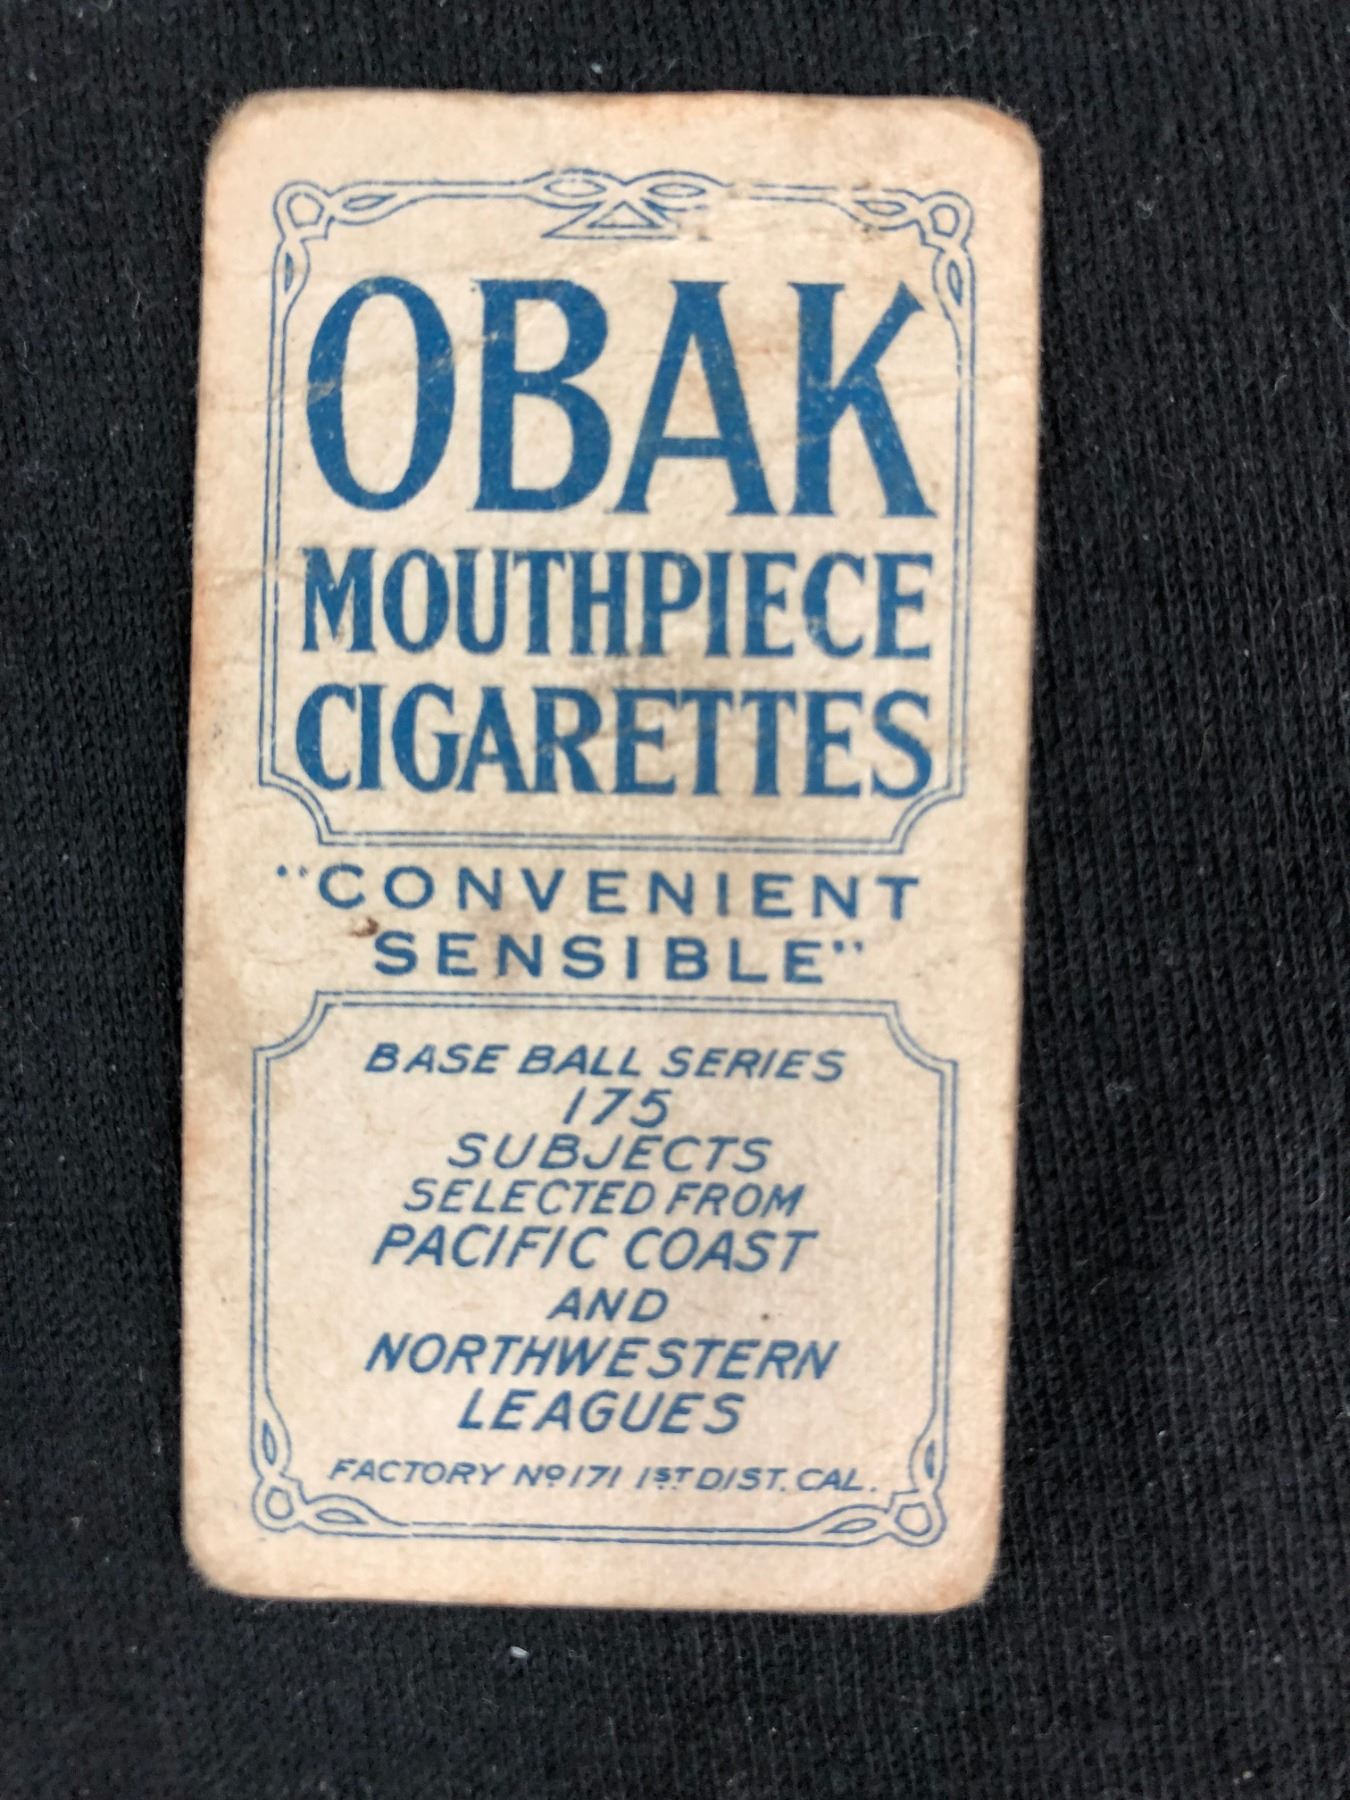 OBAK
MOUTHPIECE
CIGARETTES
"CONVENIENT
SENSIBLE"
BASE BALL SERIES
175
SUBJECTS
SELECTED FROM
PACIFIC COAST
AND
NORTHWESTERN
LEAGUES
FACTORY Nº 171 1ST DIST. CAL.